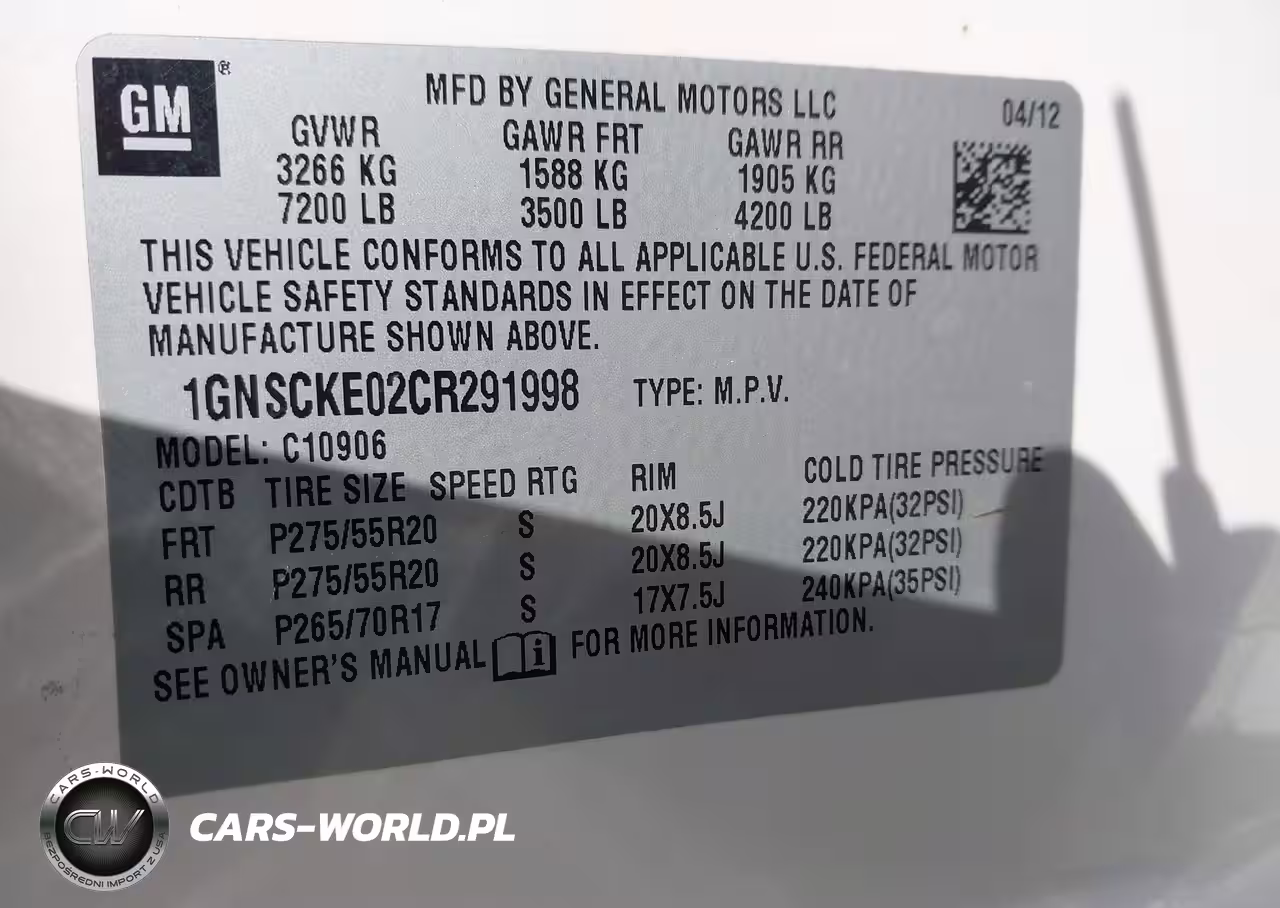 GM®
MFD BY GENERAL MOTORS LLC
04/12
GVWR GAWR FRT GAWR RR
3266 KG 1588 KG 1905 KG
7200 LB 3500 LB 4200 LB
THIS VEHICLE CONFORMS TO ALL APPLICABLE U.S. FEDERAL MOTOR
VEHICLE SAFETY STANDARDS IN EFFECT ON THE DATE OF
MANUFACTURE SHOWN ABOVE.
1GNSCKE02CR291998 TYPE: M.P.V.
MODEL: C10906
CDTB TIRE SIZE SPEED RTG RIM COLD TIRE PRESSURE
FRT P275/55R20 S 20X8.5J 220KPA(32PSI)
RR P275/55R20 S 20X8.5J 220KPA(32PSI)
SPA P265/70R17 S 17X7.5J 240KPA(35PSI)
SEE OWNER'S MANUAL i FOR MORE INFORMATION.
CARS-WORLD
CW
BEZPOŚREDNI IMPORT Z USA
CARS-WORLD.PL